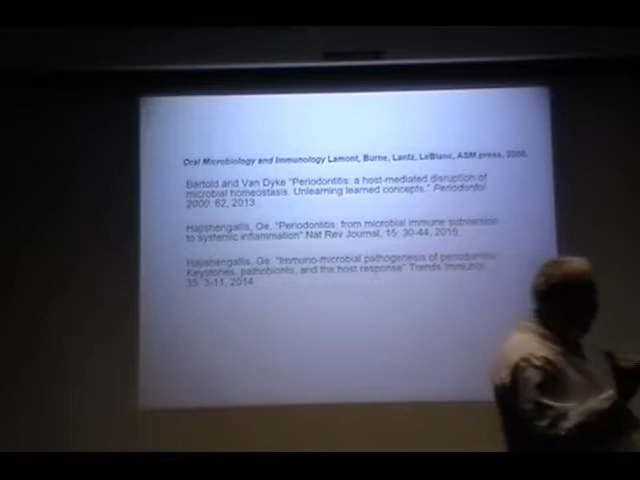 Oral Microbiology and Immunology Lamont, Burne, Lantz, LeBlanc, ASM press, 2006.
Bartold and Van Dyke "Periodontitis: a host-mediated disruption of
microbial homeostasis. Unlearning learned concepts." Periodontol
2000. 62, 2013
Hajishengallis, Ge. "Periodontitis: from microbial immune subversion
to systemic inflammation" Nat Rev Journal, 15: 30-44, 2015
Hajishengallis, Ge. "Immuno-microbial pathogenesis of periodontitis:
Keystones, pathobionts, and the host response" Trends Immunol.
35: 3-11, 2014